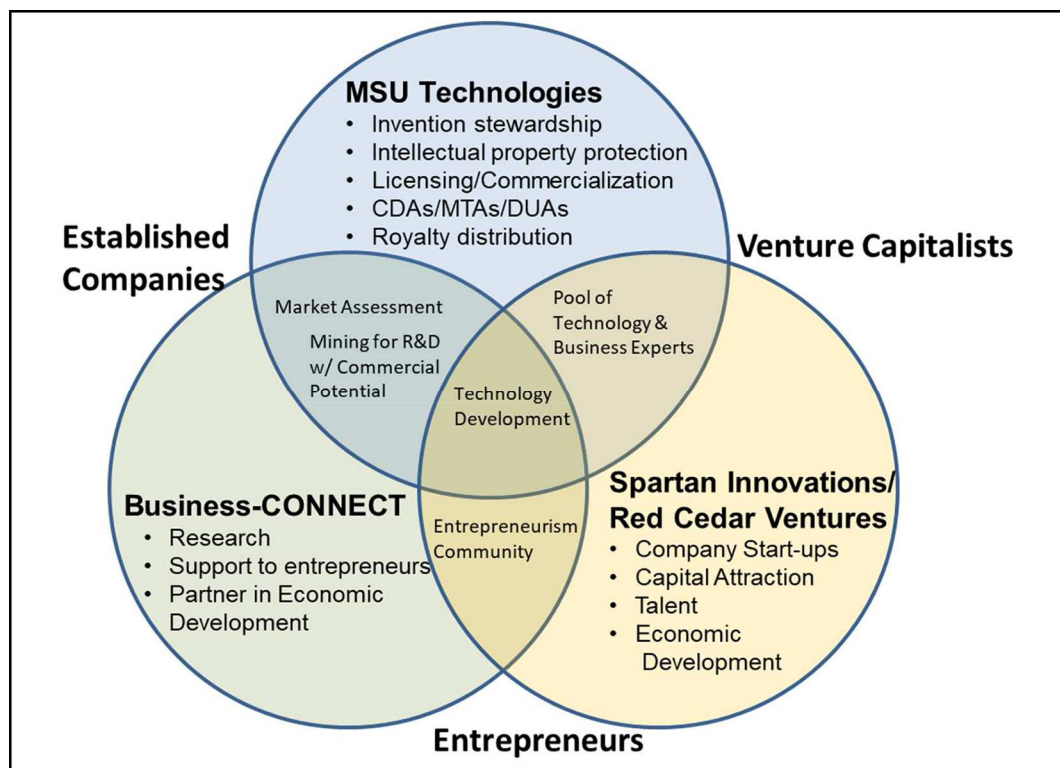 MSU Technologies
• Invention stewardship
• Intellectual property protection
• Licensing/Commercialization
• CDAs/MTAs/DUAs
• Royalty distribution
Established
Companies
Venture Capitalists
Market Assessment
Mining for R&D
w/ Commercial
Potential
Pool of
Technology &
Business Experts
Technology
Development
Business-CONNECT
• Research
• Support to entrepreneurs
• Partner in Economic
Development
Entrepreneurism
Community
Spartan Innovations/
Red Cedar Ventures
• Company Start-ups
• Capital Attraction
• Talent
• Economic
Development
Entrepreneurs